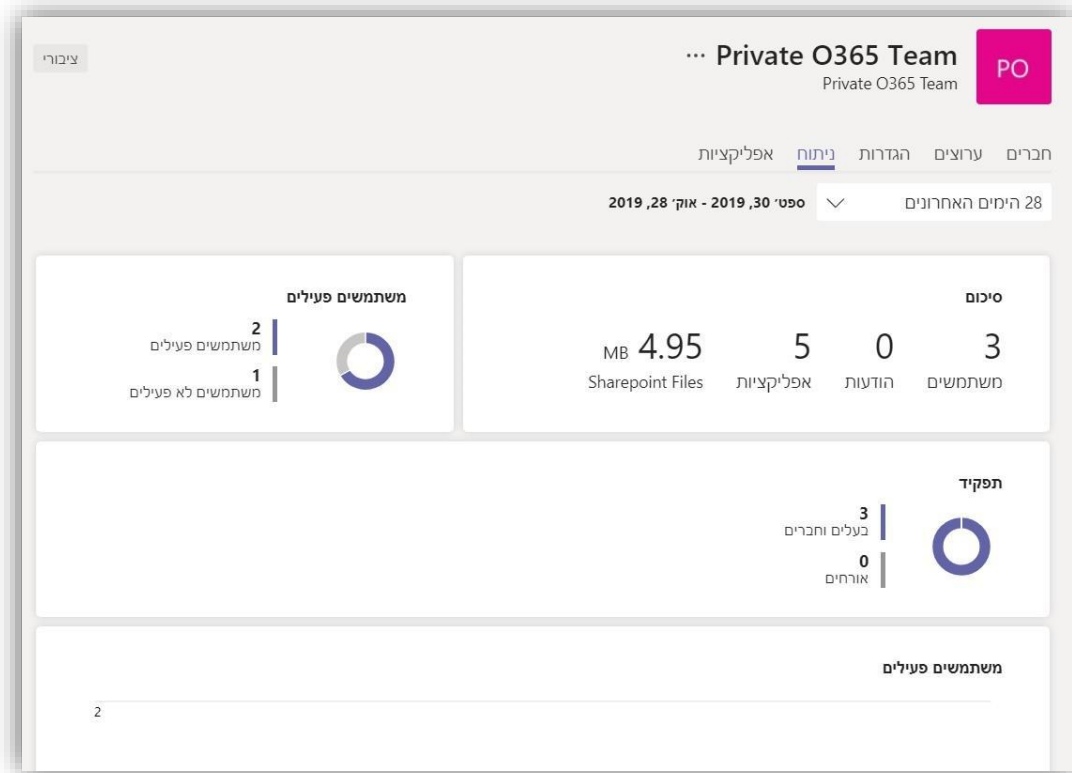 Private O365 Team ···
PO
Private O365 Team
ציבורי
חברים ערוצים הגדרות ניתוח אפליקציות
28 הימים האחרונים
ספט׳ 30, 2019 - אוק׳ 28, 2019
סיכום
3 0 5 4.95 MB
משתמשים הודעות אפליקציות Sharepoint Files
משתמשים פעילים
2
משתמשים פעילים
1
משתמשים לא פעילים
תפקיד
3
בעלים וחברים
0
אורחים
משתמשים פעילים
2